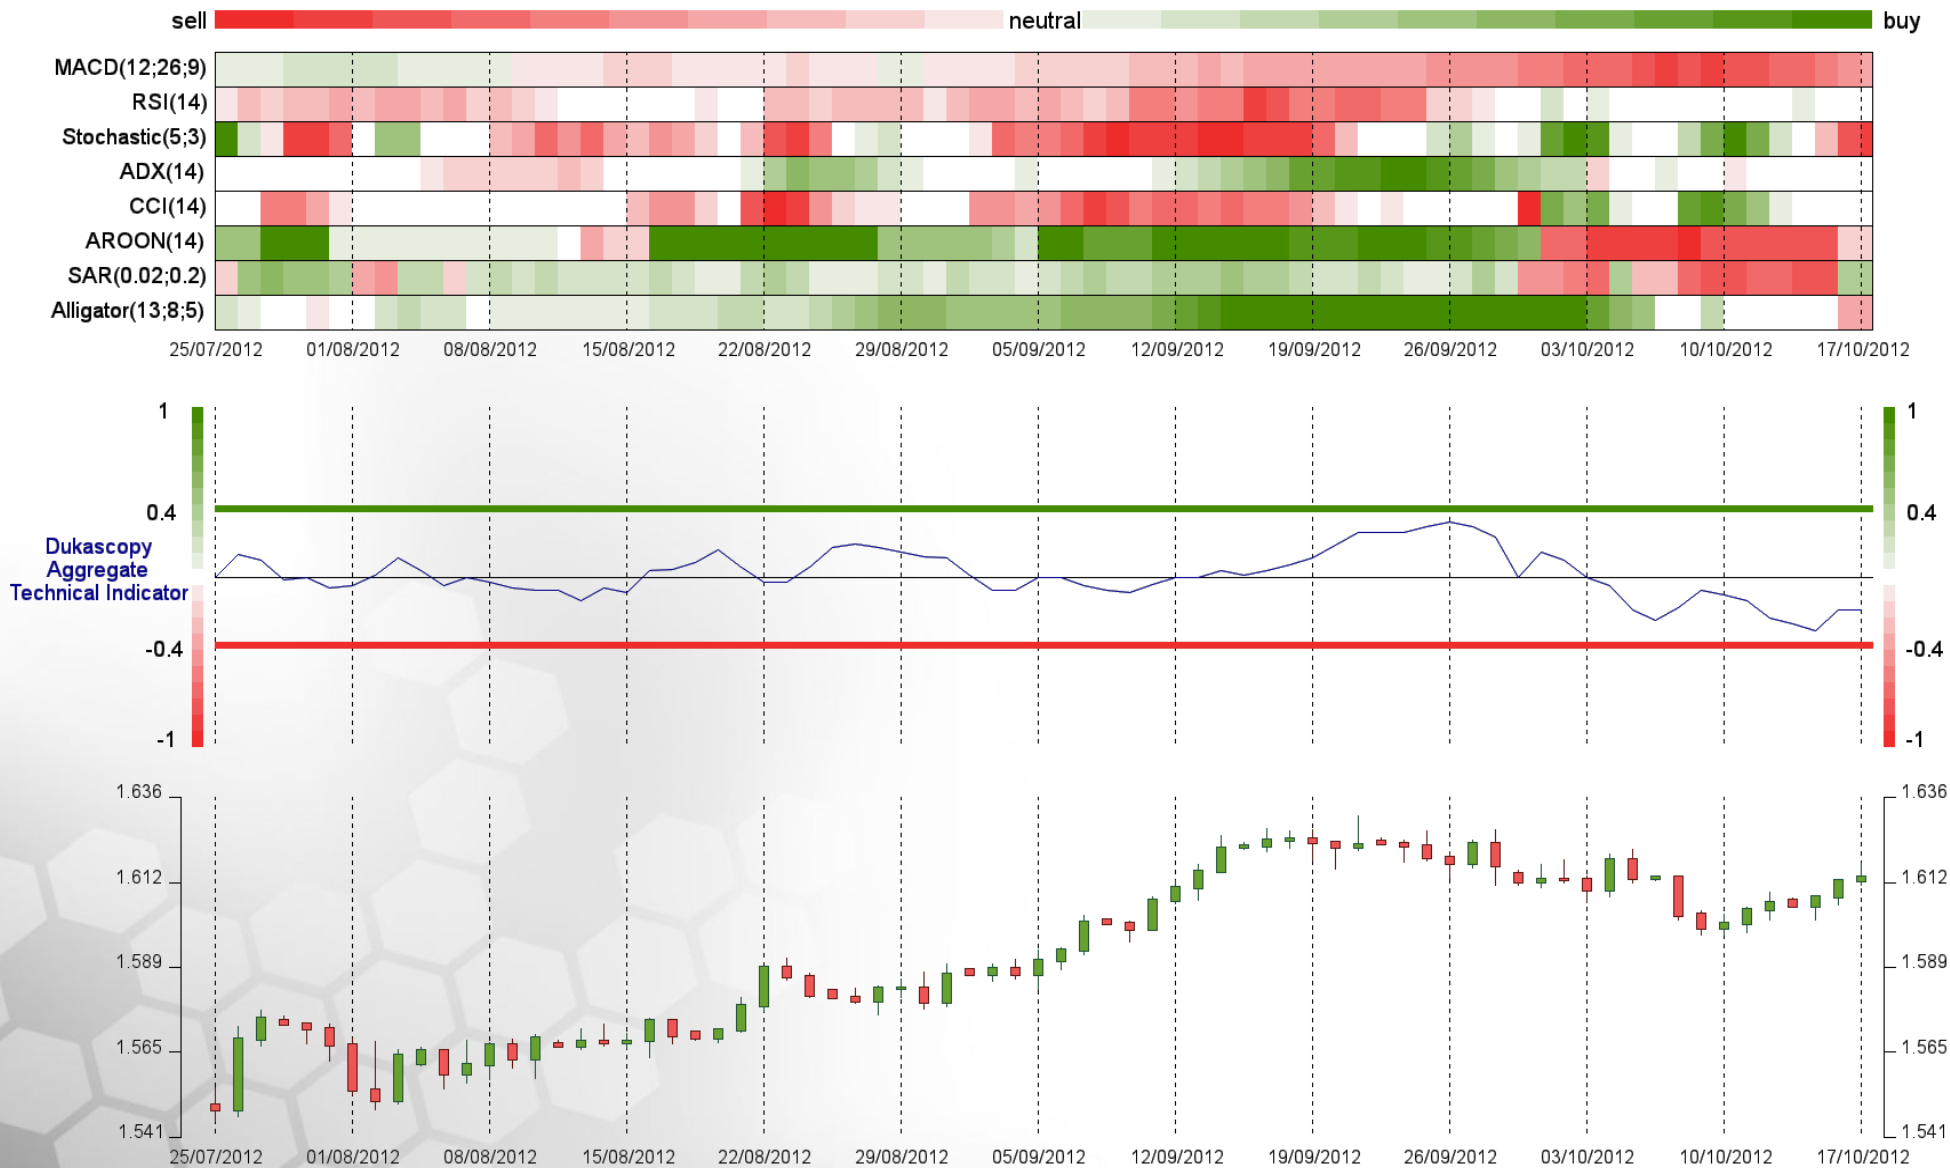 sell neutral buy
MACD(12;26;9)
RSI(14)
Stochastic(5;3)
ADX(14)
CCI(14)
AROON(14)
SAR(0.02;0.2)
Alligator(13;8;5)
25/07/2012 01/08/2012 08/08/2012 15/08/2012 22/08/2012 29/08/2012 05/09/2012 12/09/2012 19/09/2012 26/09/2012 03/10/2012 10/10/2012 17/10/2012
1 1
0.4 0.4
Dukascopy
Aggregate
Technical Indicator
-0.4 -0.4
-1 -1
1.636 1.636
1.612 1.612
1.589 1.589
1.565 1.565
1.541 1.541
25/07/2012 01/08/2012 08/08/2012 15/08/2012 22/08/2012 29/08/2012 05/09/2012 12/09/2012 19/09/2012 26/09/2012 03/10/2012 10/10/2012 17/10/2012